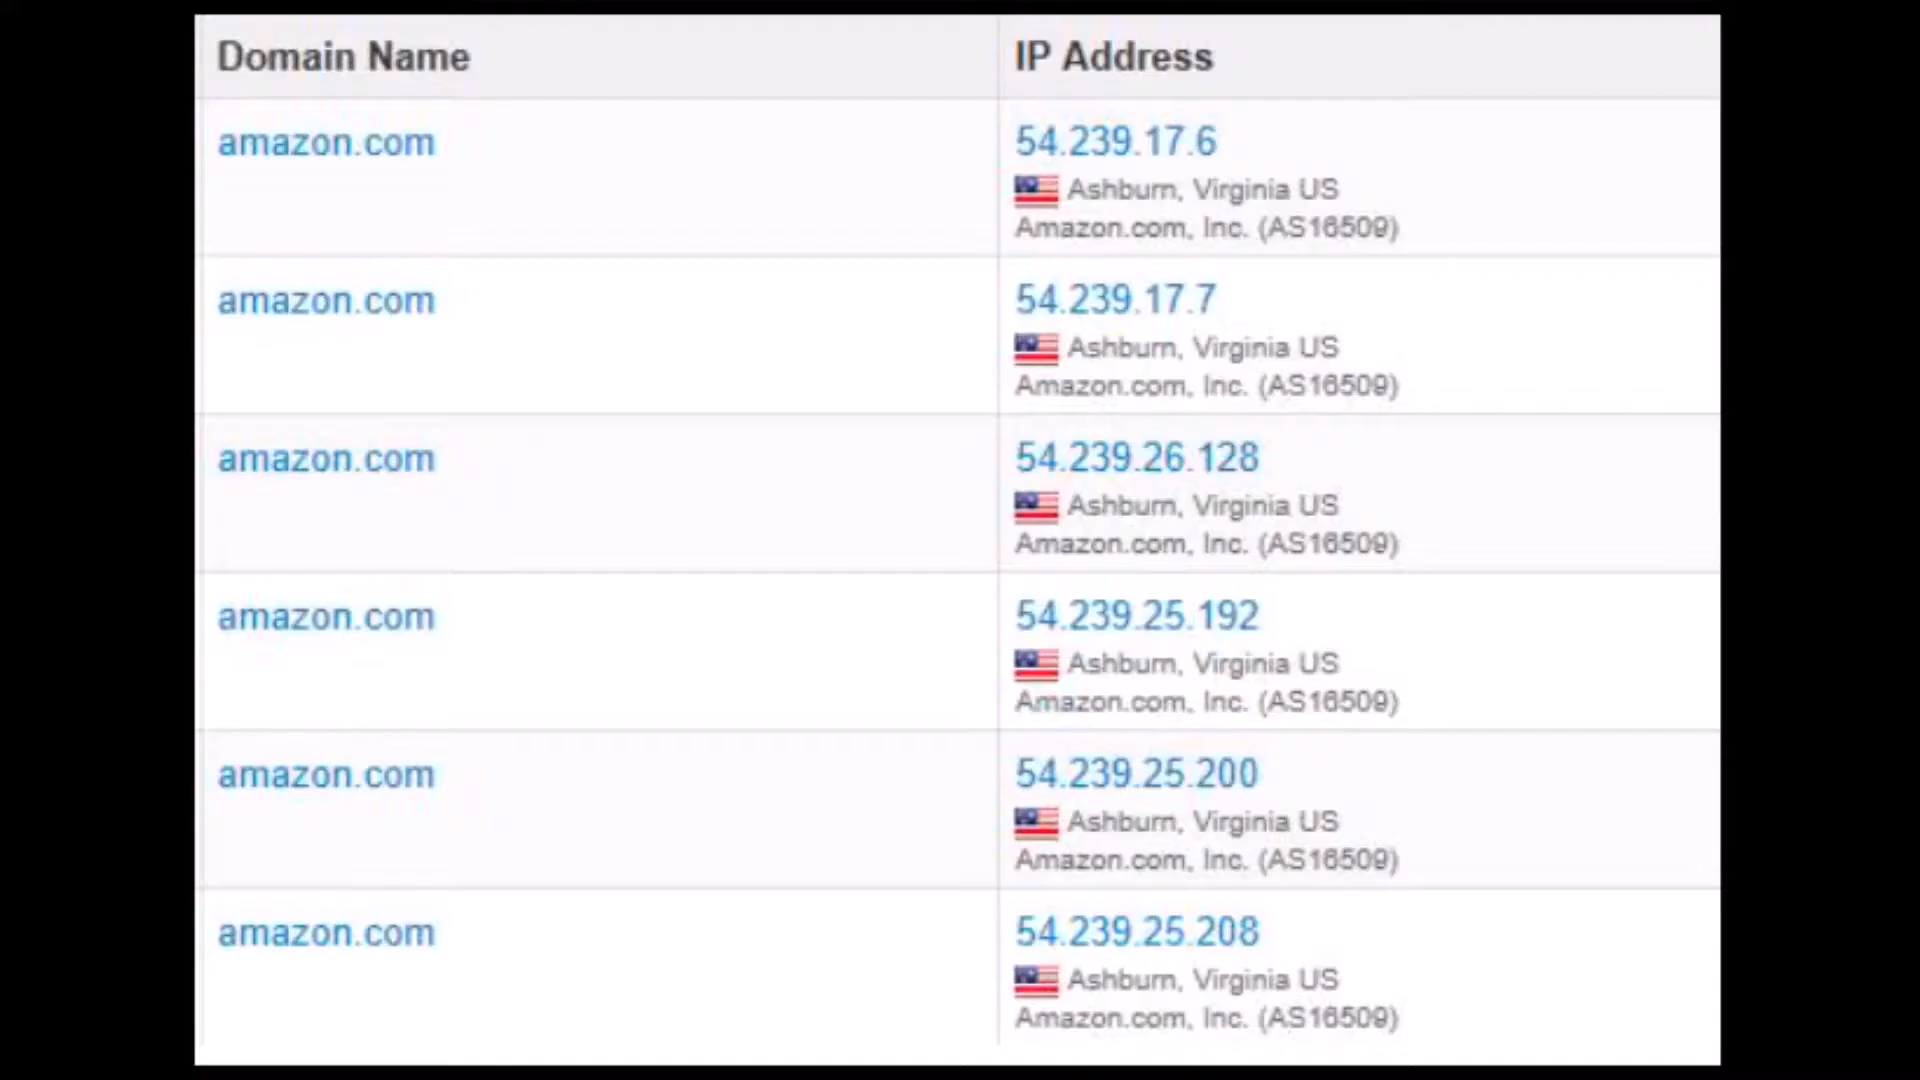 Domain Name IP Address
amazon.com 54.239.17.6
Ashburn, Virginia US
Amazon.com, Inc. (AS16509)
amazon.com 54.239.17.7
Ashburn, Virginia US
Amazon.com, Inc. (AS16509)
amazon.com 54.239.26.128
Ashburn, Virginia US
Amazon.com, Inc. (AS16509)
amazon.com 54.239.25.192
Ashburn, Virginia US
Amazon.com, Inc. (AS16509)
amazon.com 54.239.25.200
Ashburn, Virginia US
Amazon.com, Inc. (AS16509)
amazon.com 54.239.25.208
Ashburn, Virginia US
Amazon.com, Inc. (AS16509)